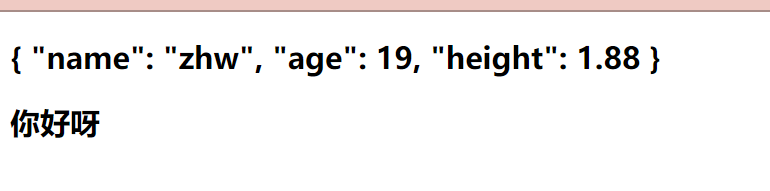 { "name": "zhw", "age": 19, "height": 1.88 }
你好呀